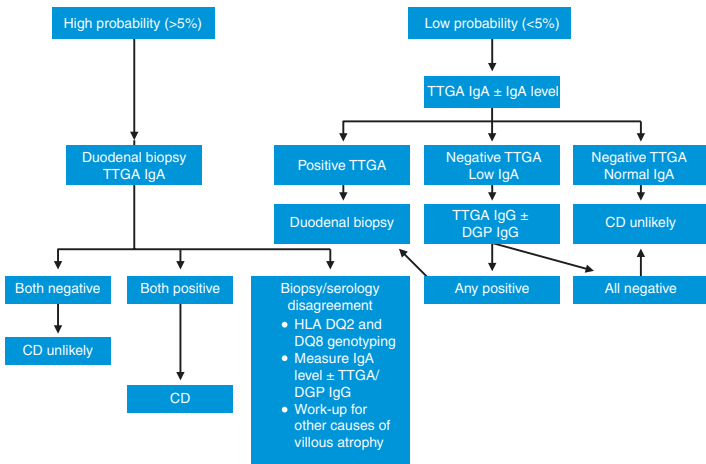 High probability (>5%)
Low probability (<5%)
TTGA IgA ± IgA level
Duodenal biopsy
TTGA IgA
Positive TTGA
Negative TTGA
Low IgA
Negative TTGA
Normal IgA
Duodenal biopsy
TTGA IgG ±
DGP IgG
CD unlikely
Both negative
Both positive
Biopsy/serology
disagreement
• HLA DQ2 and
DQ8 genotyping
• Measure IgA
level ± TTGA/
DGP IgG
• Work-up for
other causes of
villous atrophy
Any positive
All negative
CD unlikely
CD